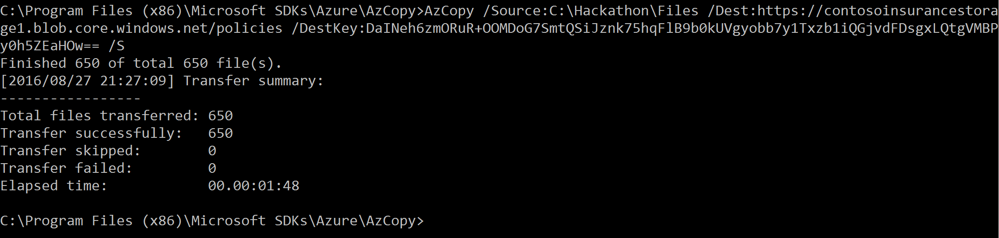 C:\Program Files (x86)\Microsoft SDKs\Azure\AzCopy>AzCopy /Source:C:\Hackathon\Files /Dest:https://contosoinsurancestora
ge1.blob.core.windows.net/policies /DestKey:DaINeh6zmORuR+OOMDoG7SmtQSiJznk75hqFlB9b0kUVgyobb7y1Txzb1iQGjvdFDsgxLQtgVMBP
y0h5ZEaHOw== /S
Finished 650 of total 650 file(s).
[2016/08/27 21:27:09] Transfer summary:
-----------------
Total files transferred: 650
Transfer successfully:   650
Transfer skipped:        0
Transfer failed:         0
Elapsed time:            00.00:01:48
C:\Program Files (x86)\Microsoft SDKs\Azure\AzCopy>